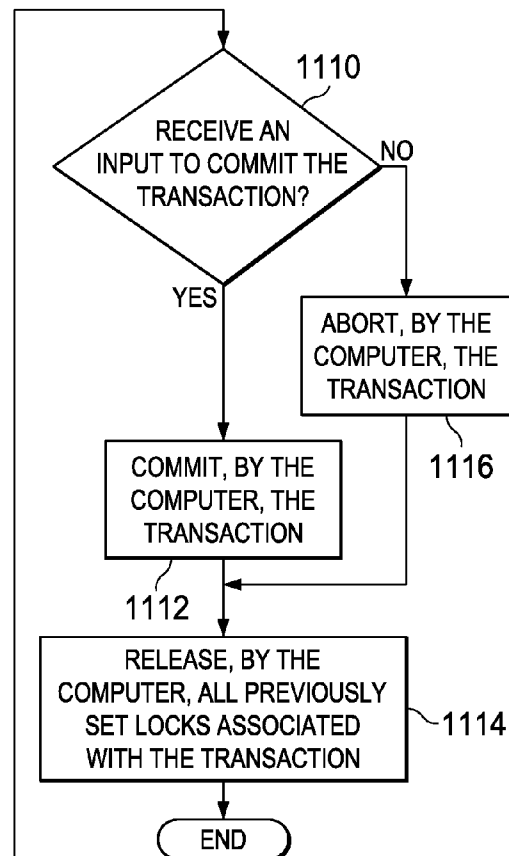 1110
RECEIVE AN
INPUT TO COMMIT THE
TRANSACTION?
NO
YES
ABORT, BY THE
COMPUTER, THE
TRANSACTION
1116
COMMIT, BY THE
COMPUTER, THE
TRANSACTION
1112
RELEASE, BY THE
COMPUTER, ALL PREVIOUSLY
SET LOCKS ASSOCIATED
WITH THE TRANSACTION
1114
END